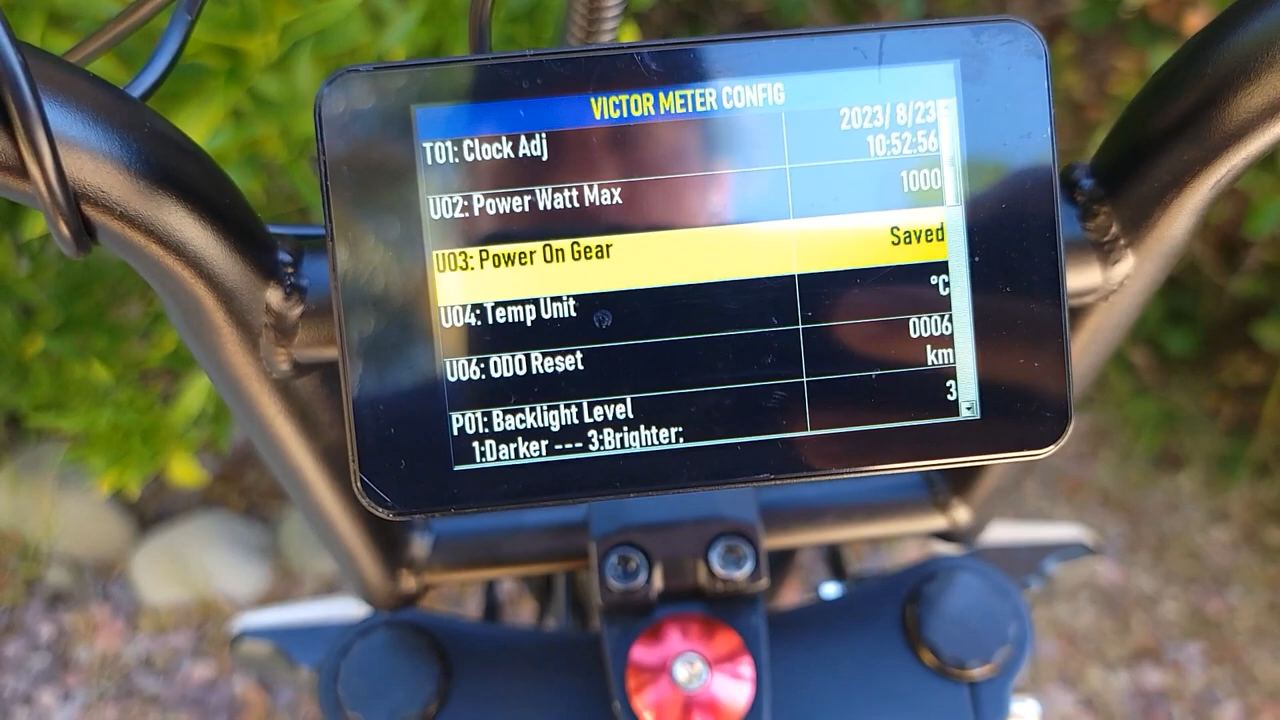 VICTOR METER CONFIG
T01: Clock Adj
2023/ 8/23
10:52:56
U02: Power Watt Max
1000
U03: Power On Gear
Saved
U04: Temp Unit
°C
U06: ODO Reset
0006
km
P01: Backlight Level
3
1:Darker --- 3:Brighter;